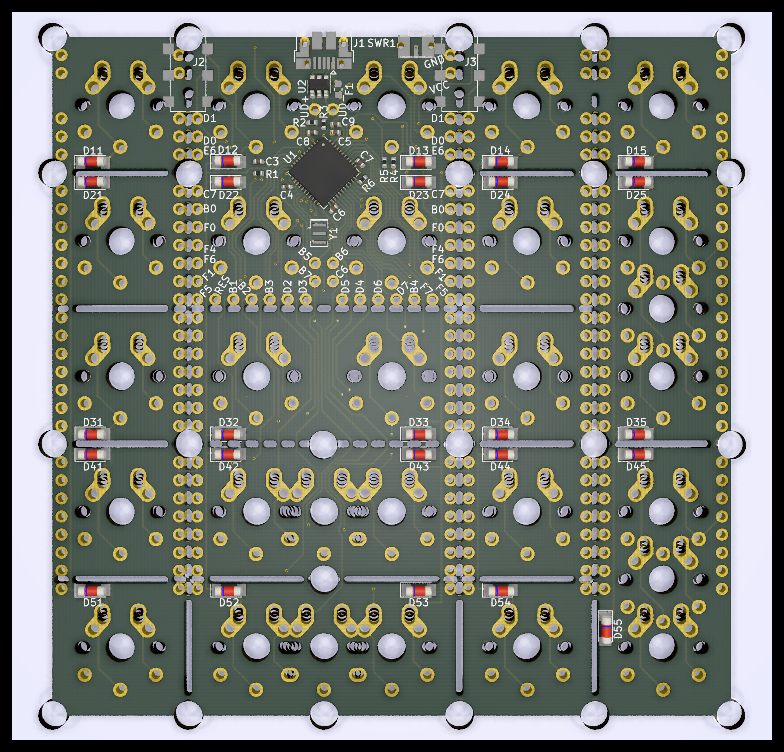 J1 SWR1
J2
GND
J3
U2
F1
VCC
UD+
UD-
R3
D1
R2
C9
D1
D0
C8
C5
D0
E6
E6
D11
D12
U1
C7
D13
D14
D15
C3
R1
R5
R4
R6
D21
D22
C4
D23
D24
D25
C7
C7
B0
C6
B0
F0
Y1
F0
F4
B5
B6
F4
F6
F6
F1
B7
C6
F1
F5
RES
B1
B2
B3
D2
D3
D5
D4
D6
D7
B4
F7
F5
D31
D32
D33
D34
D35
D41
D42
D43
D44
D45
D51
D52
D53
D54
D55